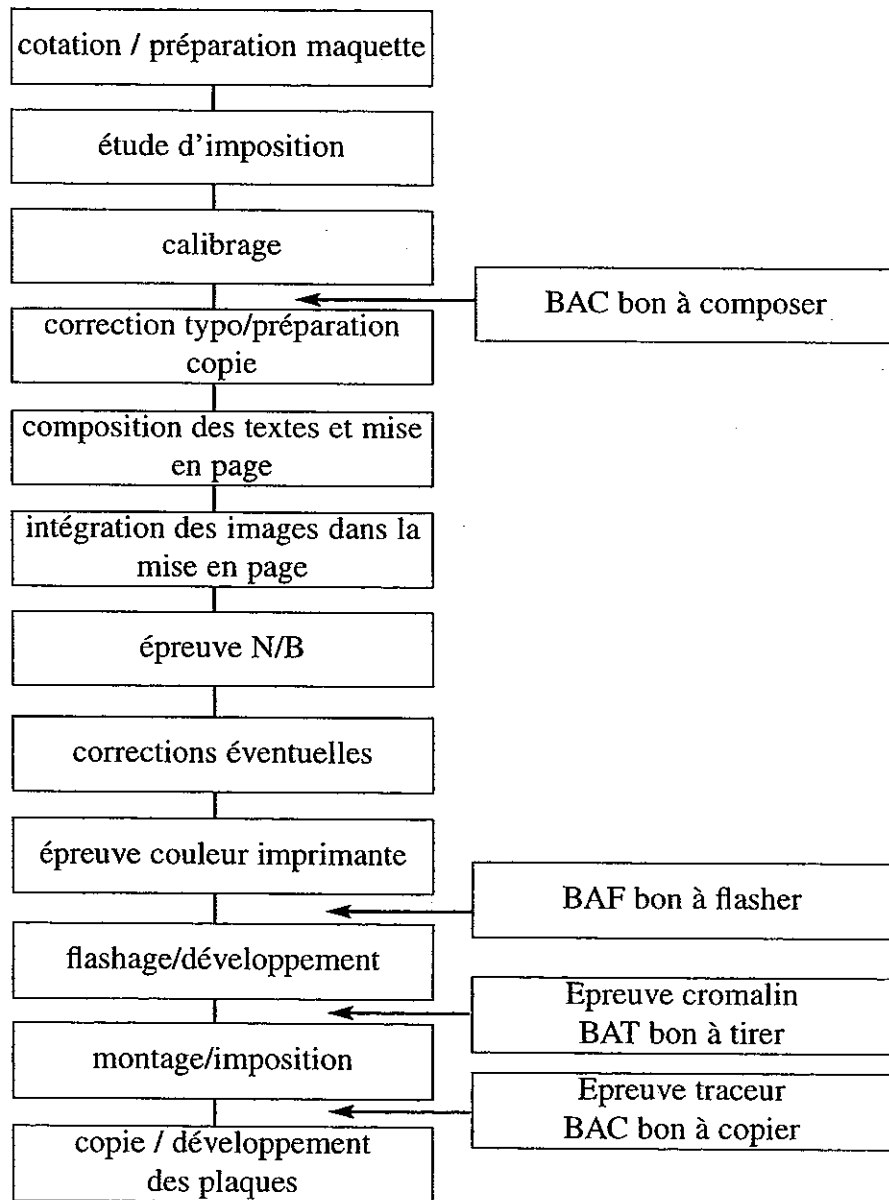 cotation / préparation maquette
étude d'imposition
calibrage
BAC bon à composer
correction typo/préparation
copie
composition des textes et mise
en page
intégration des images dans la
mise en page
épreuve N/B
corrections éventuelles
épreuve couleur imprimante
BAF bon à flasher
flashage/développement
Epreuve cromalin
BAT bon à tirer
montage/imposition
Epreuve traceur
BAC bon à copier
copie / développement
des plaques